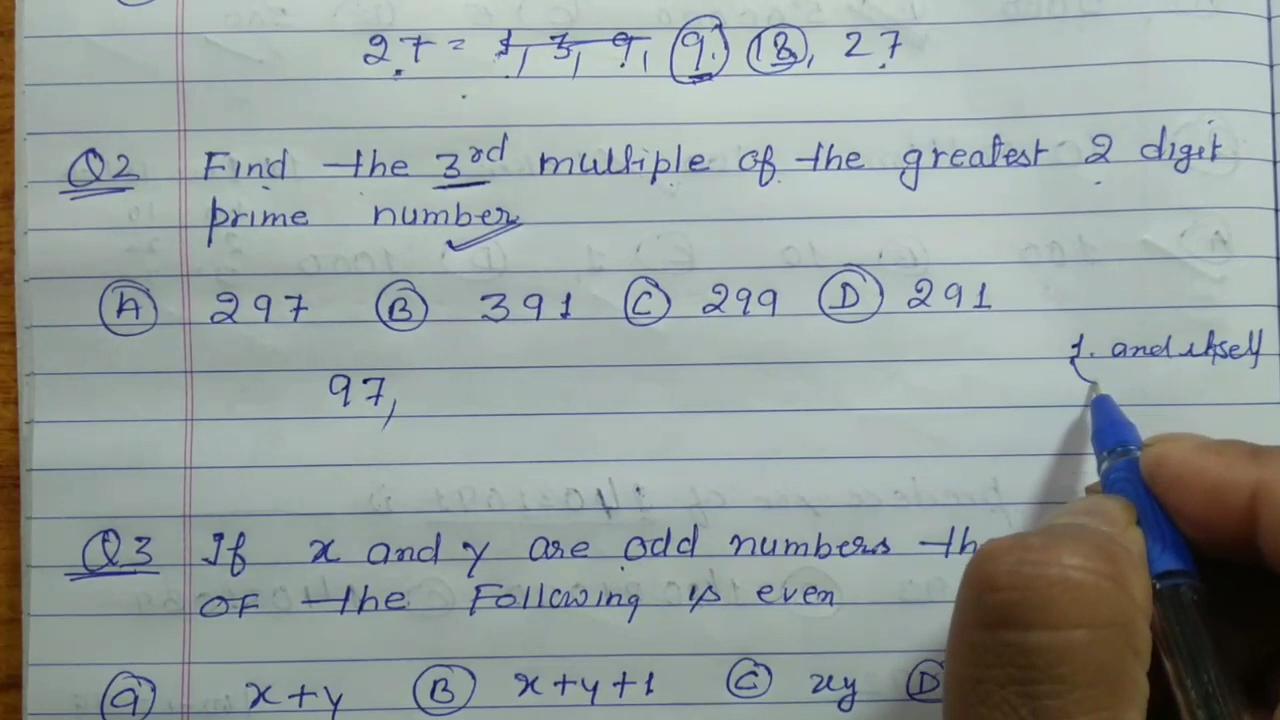 27 = 1, 3, 9, 9. 18, 27
Q2 Find the 3rd multiple of the greatest 2 digit
prime number
A 297 B 391 C 299 D 291
1. and itself
97,
Q3 If x and y are odd numbers th
OF the Following is even
a x+y B x+y+1 C xy D